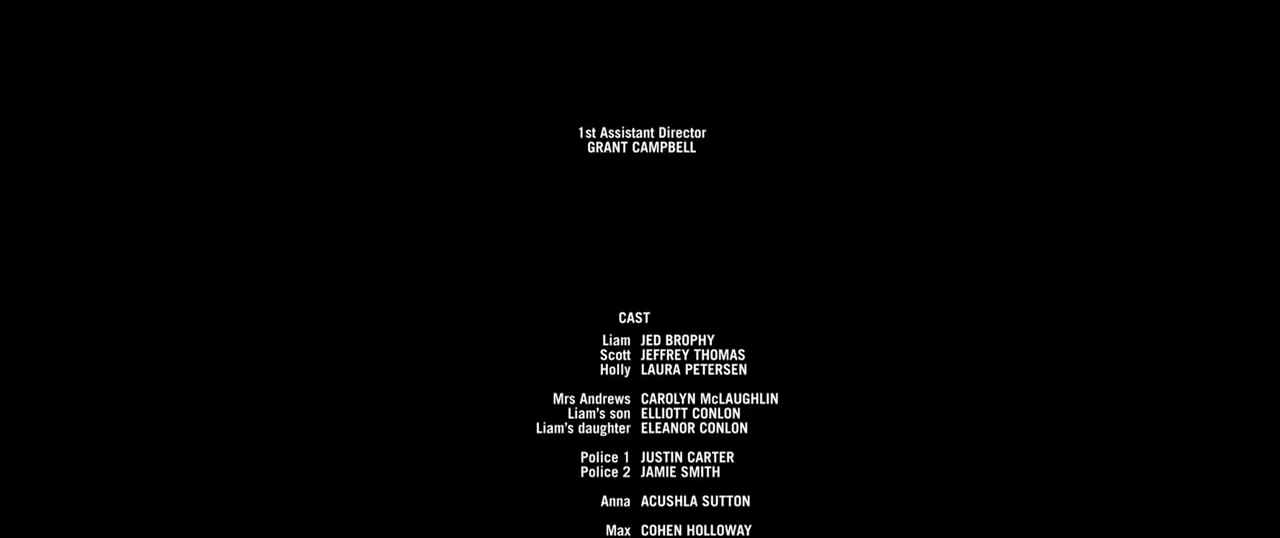 1st Assistant Director
GRANT CAMPBELL
CAST
Liam JED BROPHY
Scott JEFFREY THOMAS
Holly LAURA PETERSEN
Mrs Andrews CAROLYN McLAUGHLIN
Liam's son ELLIOTT CONLON
Liam's daughter ELEANOR CONLON
Police 1 JUSTIN CARTER
Police 2 JAMIE SMITH
Anna ACUSHLA SUTTON
Max COHEN HOLLOWAY